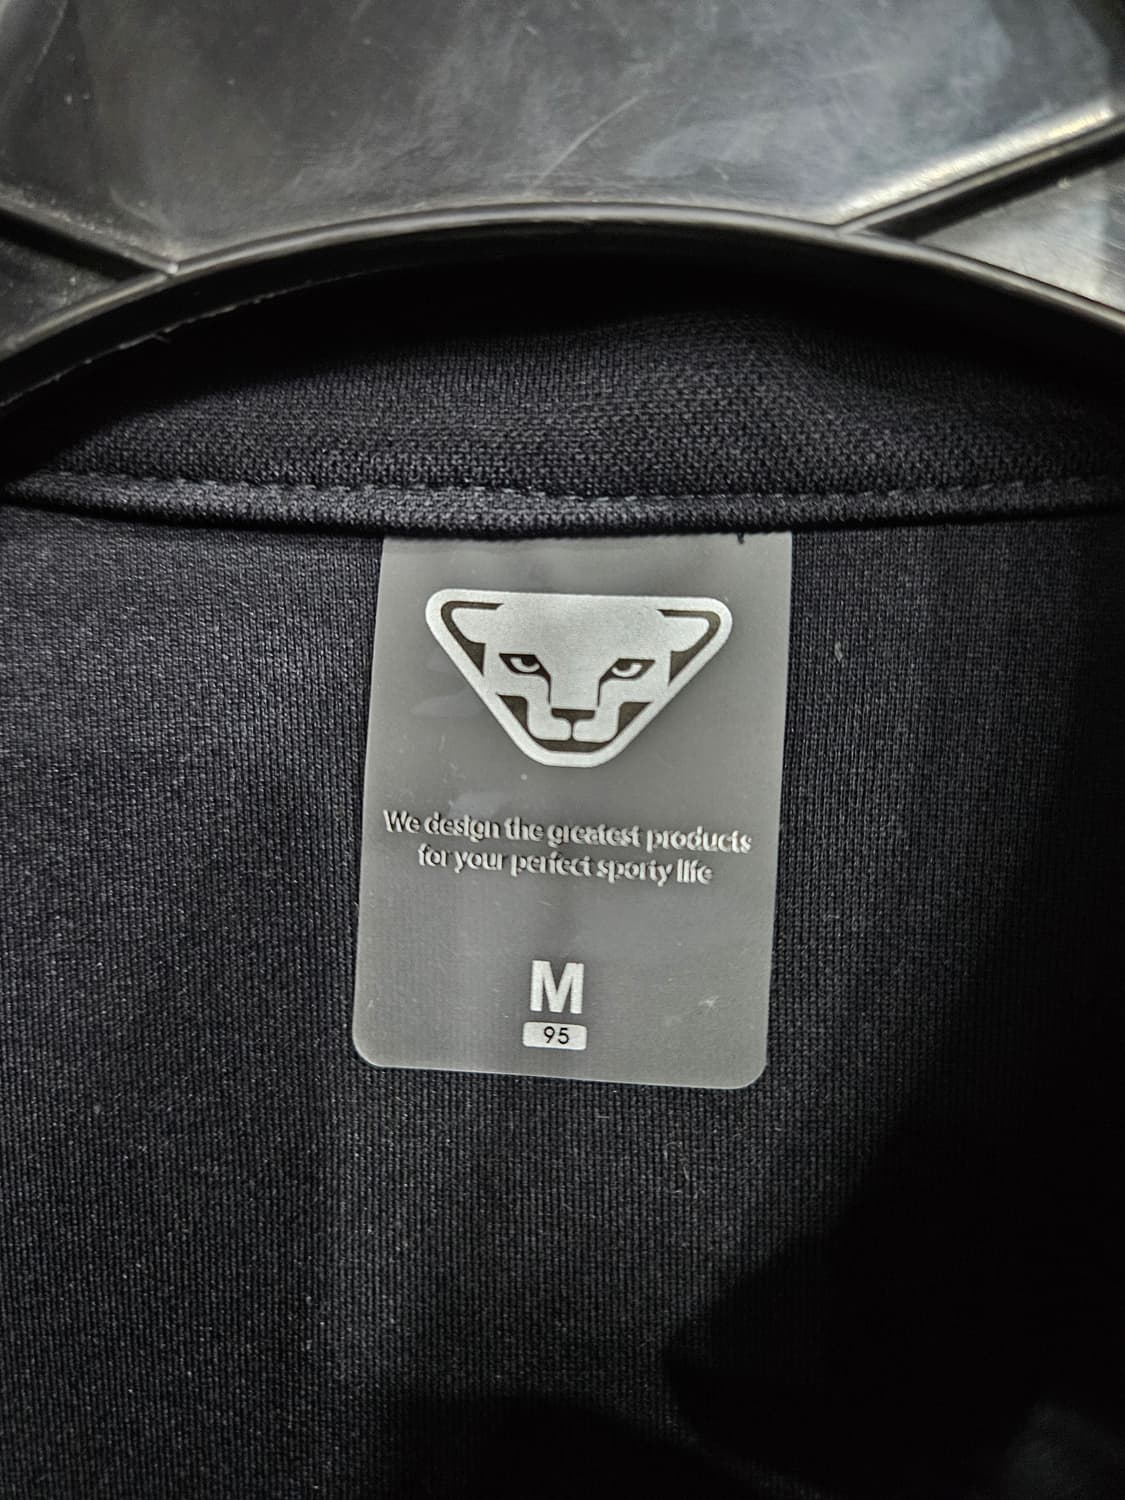 We design the greatest products
for your perfect sporty life
M
95